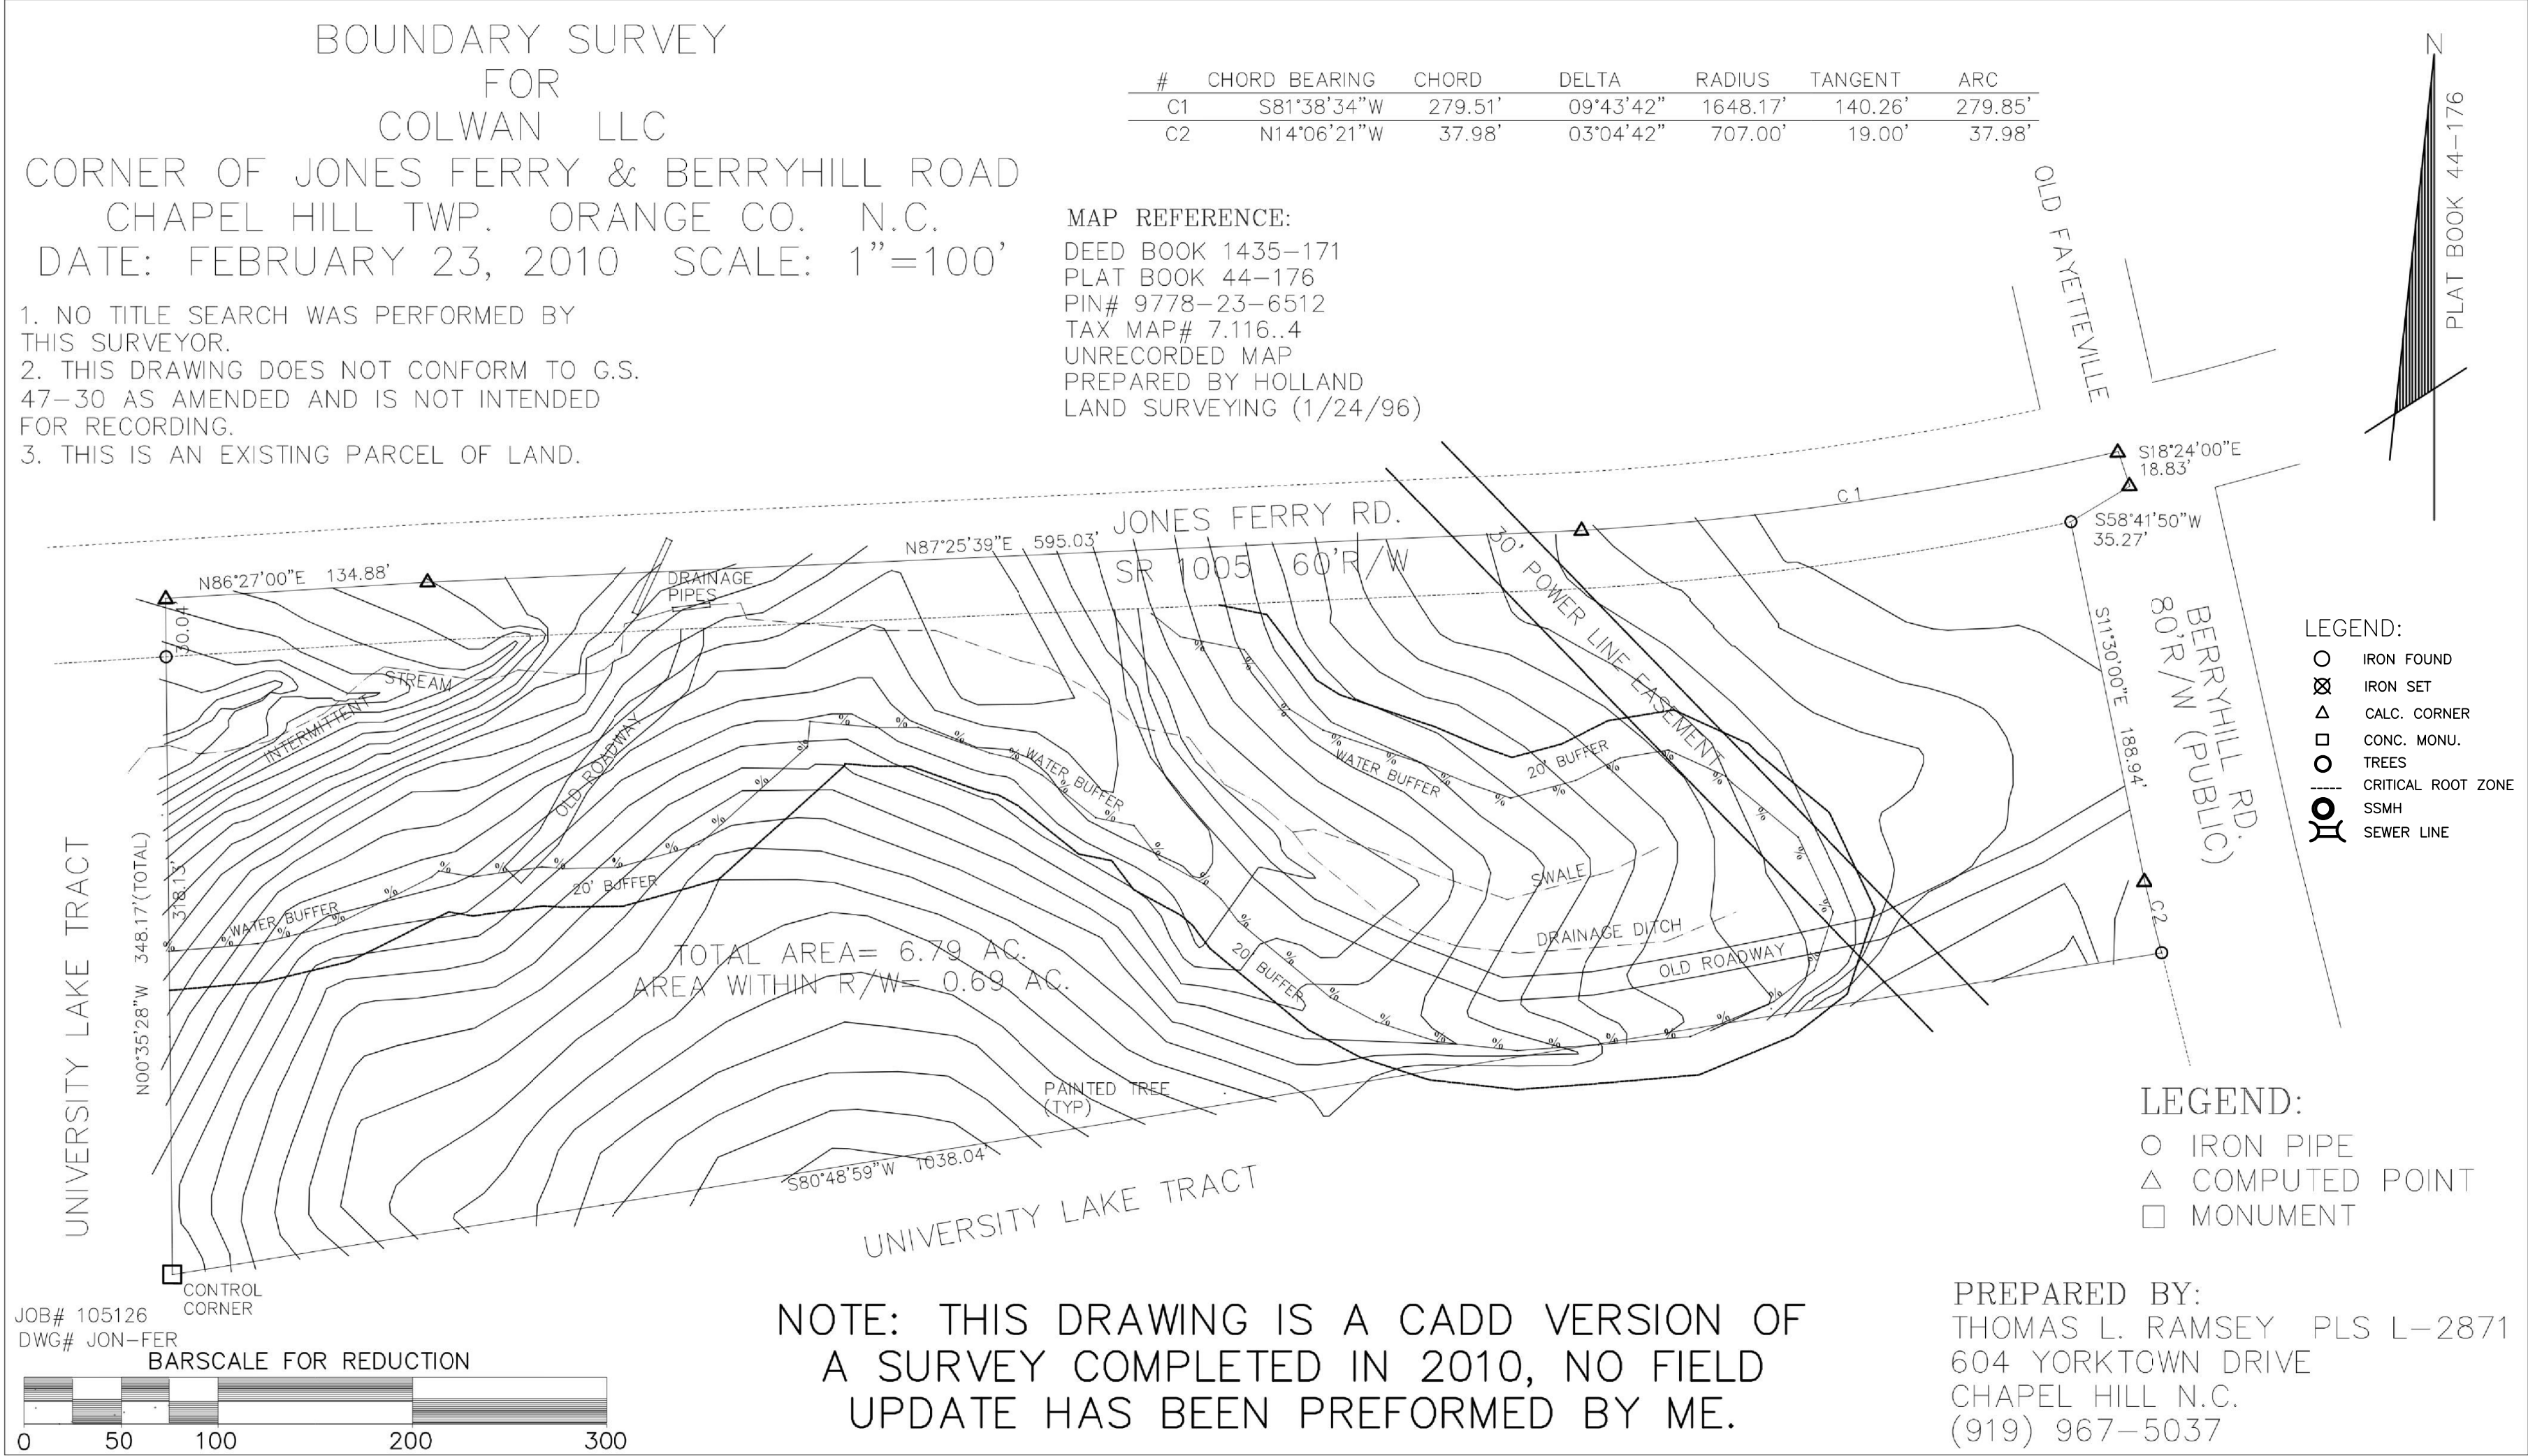 BOUNDARY SURVEY
FOR
COLWAN LLC
CORNER OF JONES FERRY & BERRYHILL ROAD
CHAPEL HILL TWP. ORANGE CO. N.C.
DATE: FEBRUARY 23, 2010 SCALE: 1"=100'
1. NO TITLE SEARCH WAS PERFORMED BY
THIS SURVEYOR.
2. THIS DRAWING DOES NOT CONFORM TO G.S.
47-30 AS AMENDED AND IS NOT INTENDED
FOR RECORDING.
3. THIS IS AN EXISTING PARCEL OF LAND.
# CHORD BEARING CHORD DELTA RADIUS TANGENT ARC
C1 S81°38'34"W 279.51' 09°43'42" 1648.17' 140.26' 279.85'
C2 N14°06'21"W 37.98' 03°04'42" 707.00' 19.00' 37.98'
MAP REFERENCE:
DEED BOOK 1435-171
PLAT BOOK 44-176
PIN# 9778-23-6512
TAX MAP# 7.116..4
UNRECORDED MAP
PREPARED BY HOLLAND
LAND SURVEYING (1/24/96)
N
PLAT BOOK 44-176
OLD FAYETTEVILLE
S18°24'00"E
18.83'
S58°41'50"W
35.27'
C1
JONES FERRY RD.
SR 1005 60'R/W
N87°25'39"E 595.03'
N86°27'00"E 134.88'
30.04'
DRAINAGE
PIPES
STREAM
INTERMITTENT
OLD ROADWAY
WATER BUFFER
WATER BUFFER
20' BUFFER
30' POWER LINE EASEMENT
S11°30'00"E 188.94'
BERRYHILL RD.
80'R/W (PUBLIC)
C2
WATER BUFFER
20' BUFFER
20' BUFFER
SWALE
DRAINAGE DITCH
OLD ROADWAY
TOTAL AREA= 6.79 AC.
AREA WITHIN R/W= 0.69 AC.
UNIVERSITY LAKE TRACT
N00°35'28"W 348.17'(TOTAL)
318.13'
PAINTED TREE
(TYP)
S80°48'59"W 1038.04'
UNIVERSITY LAKE TRACT
CONTROL
CORNER
LEGEND:
IRON FOUND
IRON SET
CALC. CORNER
CONC. MONU.
TREES
CRITICAL ROOT ZONE
SSMH
SEWER LINE
LEGEND:
IRON PIPE
COMPUTED POINT
MONUMENT
JOB# 105126
DWG# JON-FER
BARSCALE FOR REDUCTION
0 50 100 200 300
NOTE: THIS DRAWING IS A CADD VERSION OF
A SURVEY COMPLETED IN 2010, NO FIELD
UPDATE HAS BEEN PREFORMED BY ME.
PREPARED BY:
THOMAS L. RAMSEY PLS L-2871
604 YORKTOWN DRIVE
CHAPEL HILL N.C.
(919) 967-5037